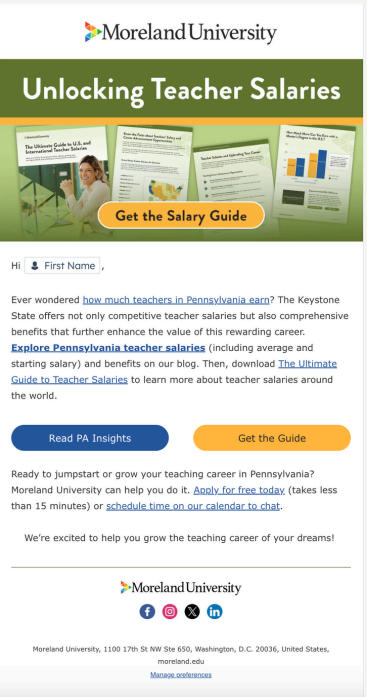 Moreland University
Unlocking Teacher Salaries
The Ultimate Guide to U.S. and
International Teacher Salaries
Get the Salary Guide
Hi First Name ,
Ever wondered how much teachers in Pennsylvania earn? The Keystone
State offers not only competitive teacher salaries but also comprehensive
benefits that further enhance the value of this rewarding career.
Explore Pennsylvania teacher salaries (including average and
starting salary) and benefits on our blog. Then, download The Ultimate
Guide to Teacher Salaries to learn more about teacher salaries around
the world.
Read PA Insights
Get the Guide
Ready to jumpstart or grow your teaching career in Pennsylvania?
Moreland University can help you do it. Apply for free today (takes less
than 15 minutes) or schedule time on our calendar to chat.
We're excited to help you grow the teaching career of your dreams!
Moreland University
Moreland University, 1100 17th St NW Ste 650, Washington, D.C. 20036, United States,
moreland.edu
Manage preferences